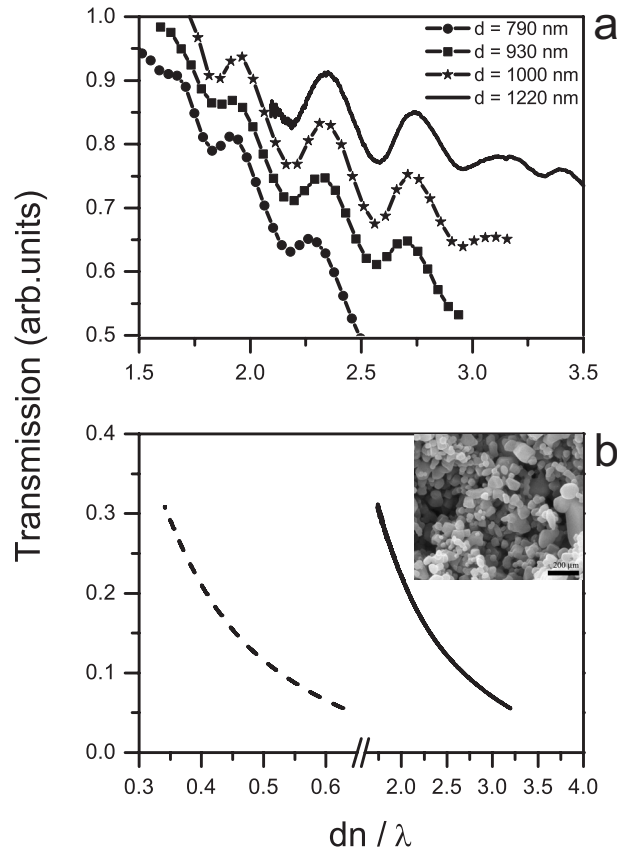 a
d = 790 nm
d = 930 nm
d = 1000 nm
d = 1220 nm
1.0
0.9
0.8
0.7
0.6
0.5
1.5 2.0 2.5 3.0 3.5
Transmission (arb.units)
b
0.4
0.3
0.2
0.1
0.0
200 µm
0.3 0.4 0.5 0.6 2.0 2.5 3.0 3.5 4.0
dn / λ